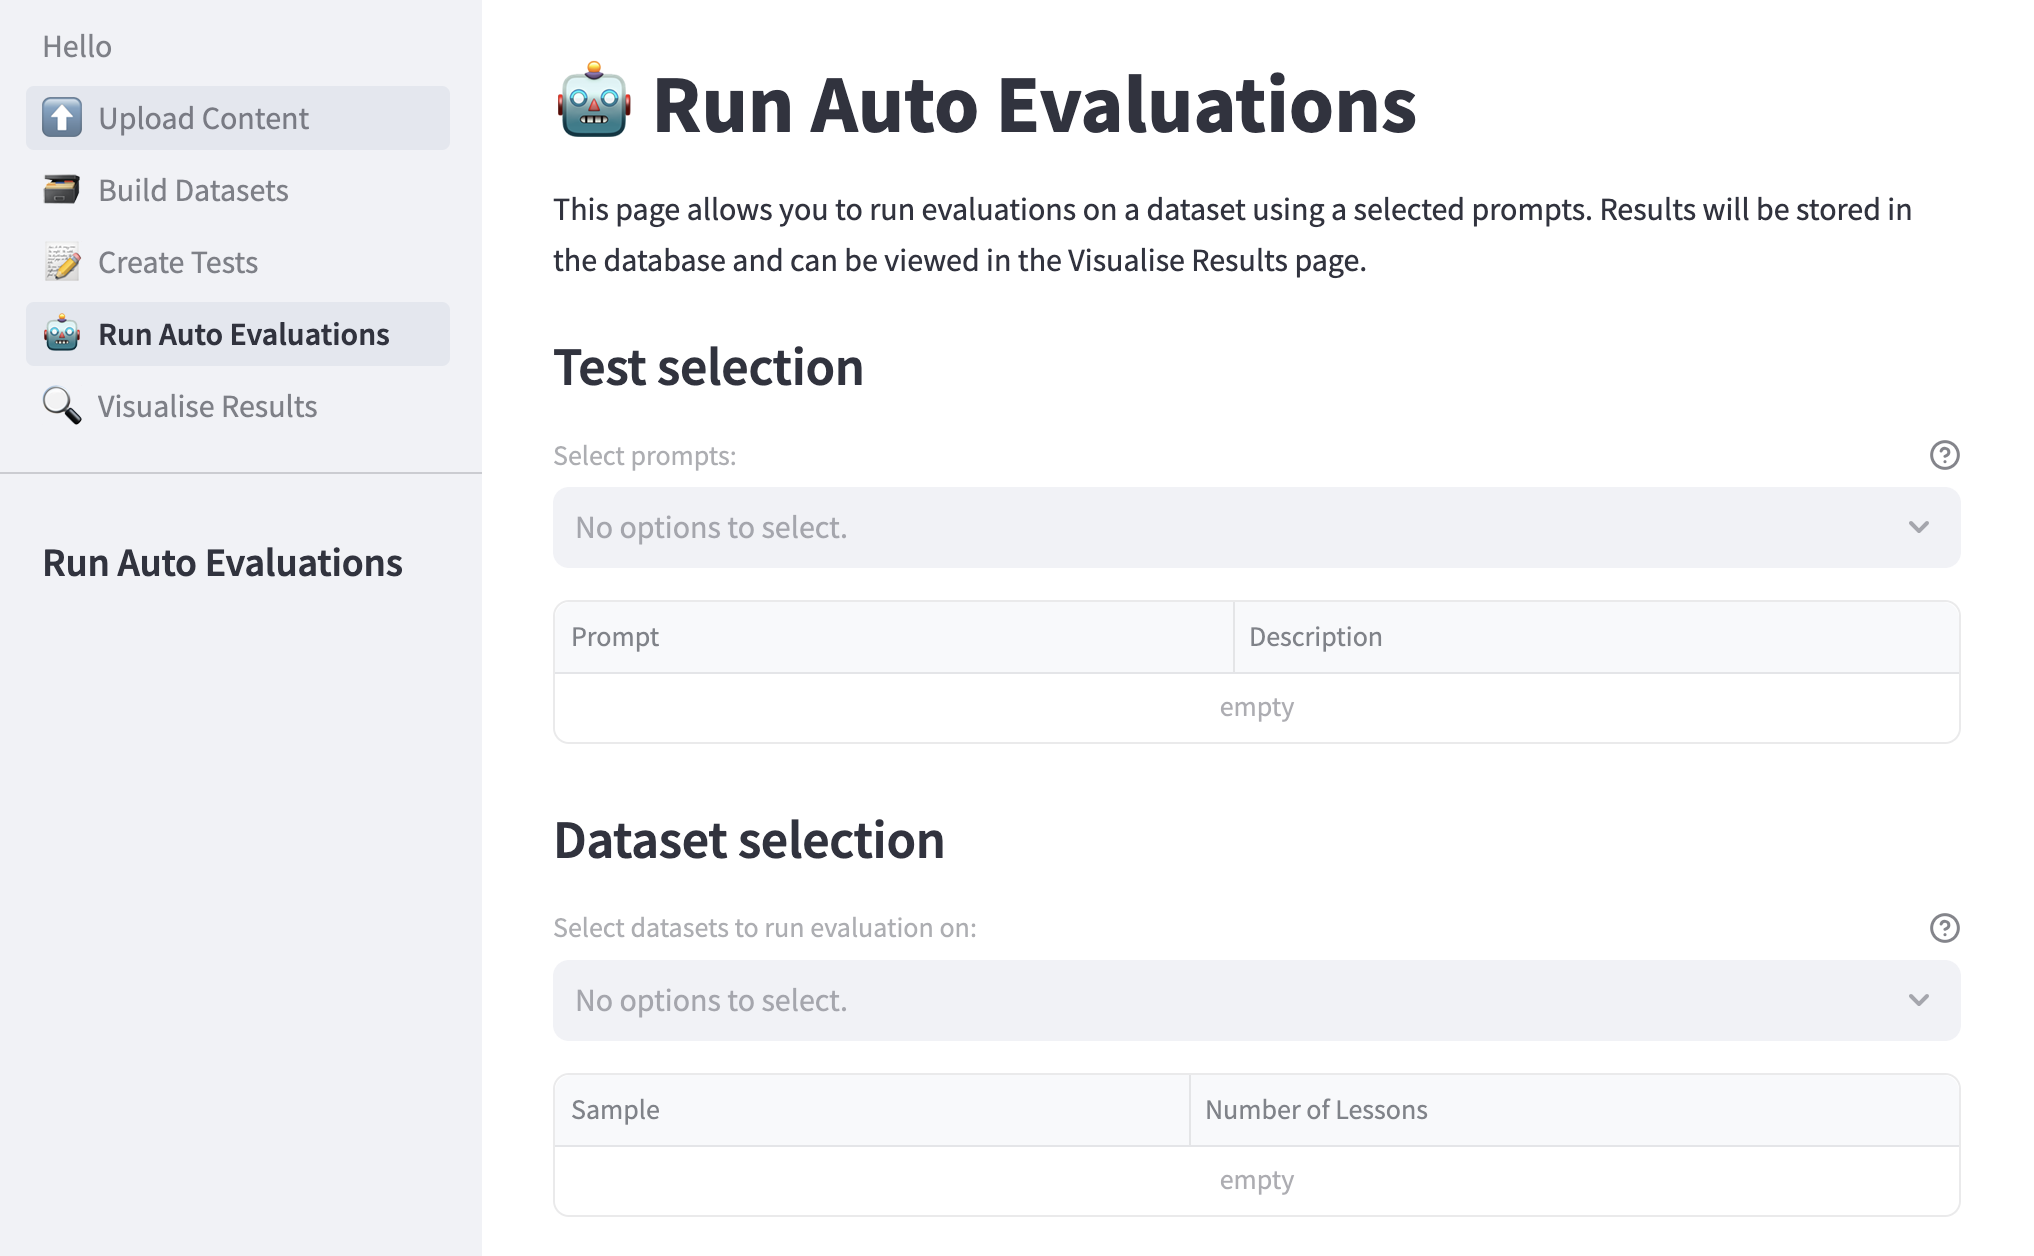 Hello
Upload Content
Build Datasets
Create Tests
Run Auto Evaluations
Visualise Results
Run Auto Evaluations
Run Auto Evaluations
This page allows you to run evaluations on a dataset using a selected prompts. Results will be stored in
the database and can be viewed in the Visualise Results page.
Test selection
Select prompts:
No options to select.
Prompt Description
empty
Dataset selection
Select datasets to run evaluation on:
No options to select.
Sample Number of Lessons
empty